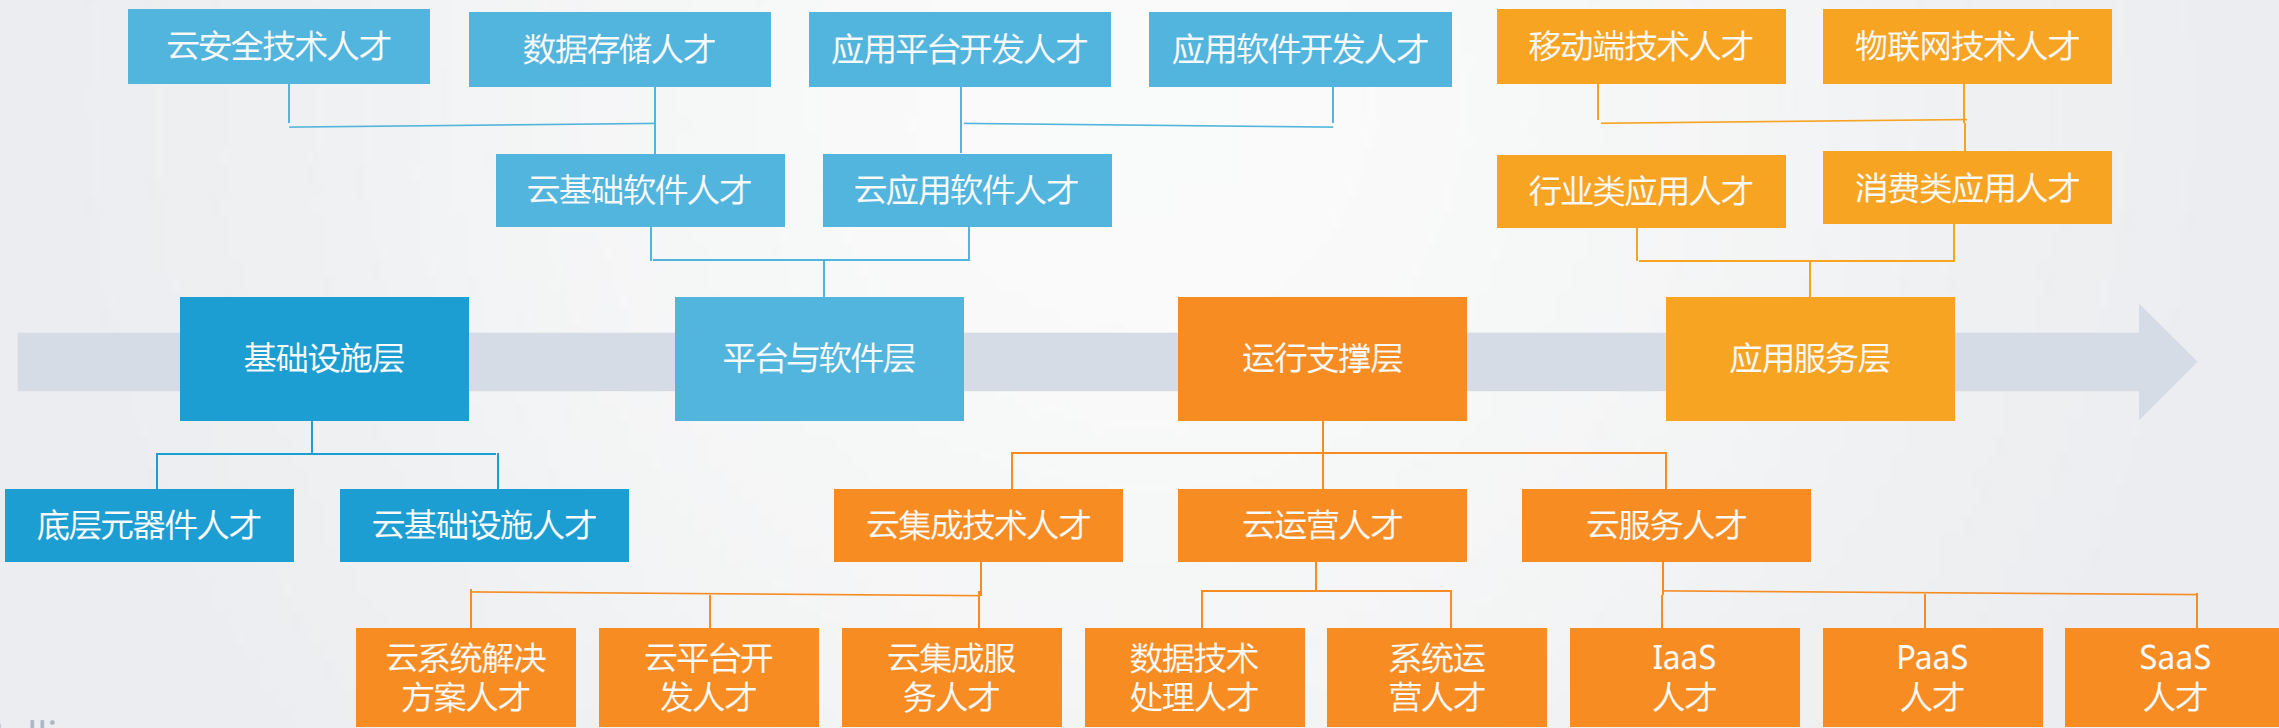 云安全技术人才
数据存储人才
应用平台开发人才
应用软件开发人才
移动端技术人才
物联网技术人才
云基础软件人才
云应用软件人才
行业类应用人才
消费类应用人才
基础设施层
平台与软件层
运行支撑层
应用服务层
底层元器件人才
云基础设施人才
云集成技术人才
云运营人才
云服务人才
云系统解决
方案人才
云平台开
发人才
云集成服
务人才
数据技术
处理人才
系统运
营人才
IaaS
人才
PaaS
人才
SaaS
人才